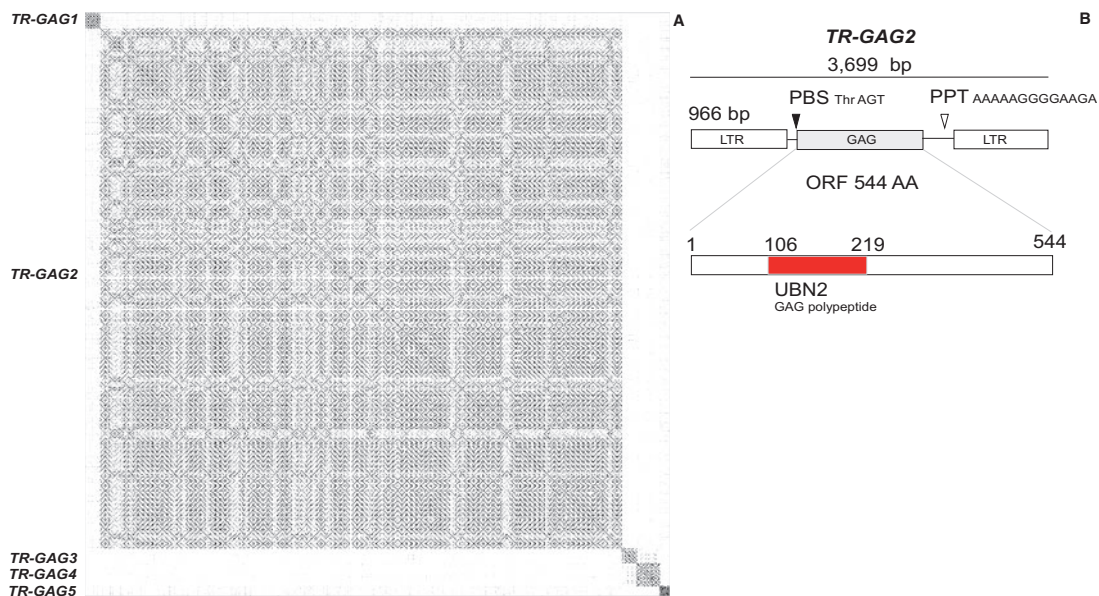 TR-GAG1
TR-GAG2
TR-GAG3
TR-GAG4
TR-GAG5
A
B
TR-GAG2
3,699 bp
PBS Thr AGT
PPT AAAAAGGGGAAGA
966 bp
LTR
GAG
LTR
ORF 544 AA
1
106
219
544
UBN2
GAG polypeptide